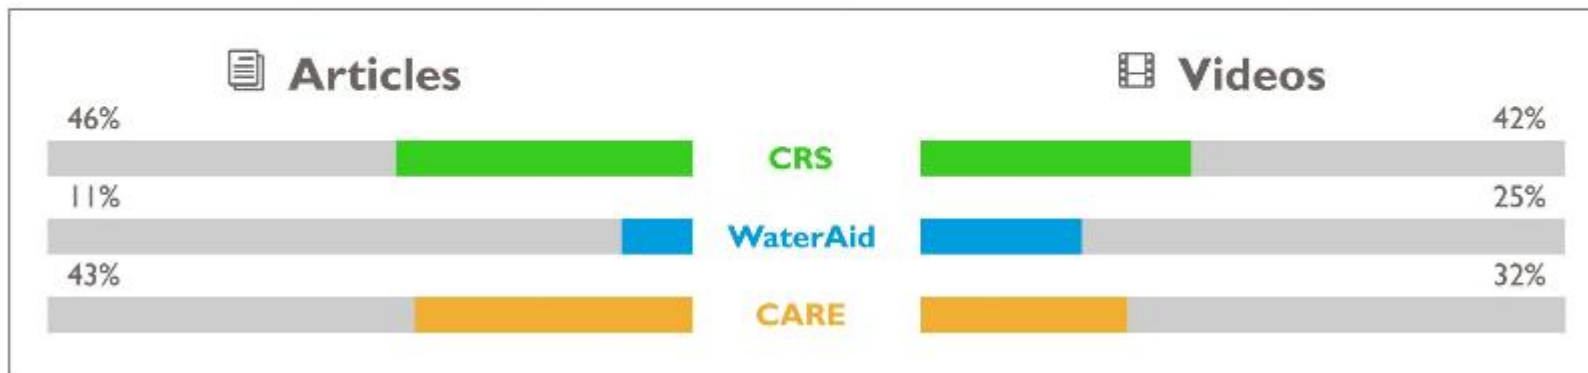 Articles
Videos
46%
42%
CRS
11%
25%
WaterAid
43%
32%
CARE